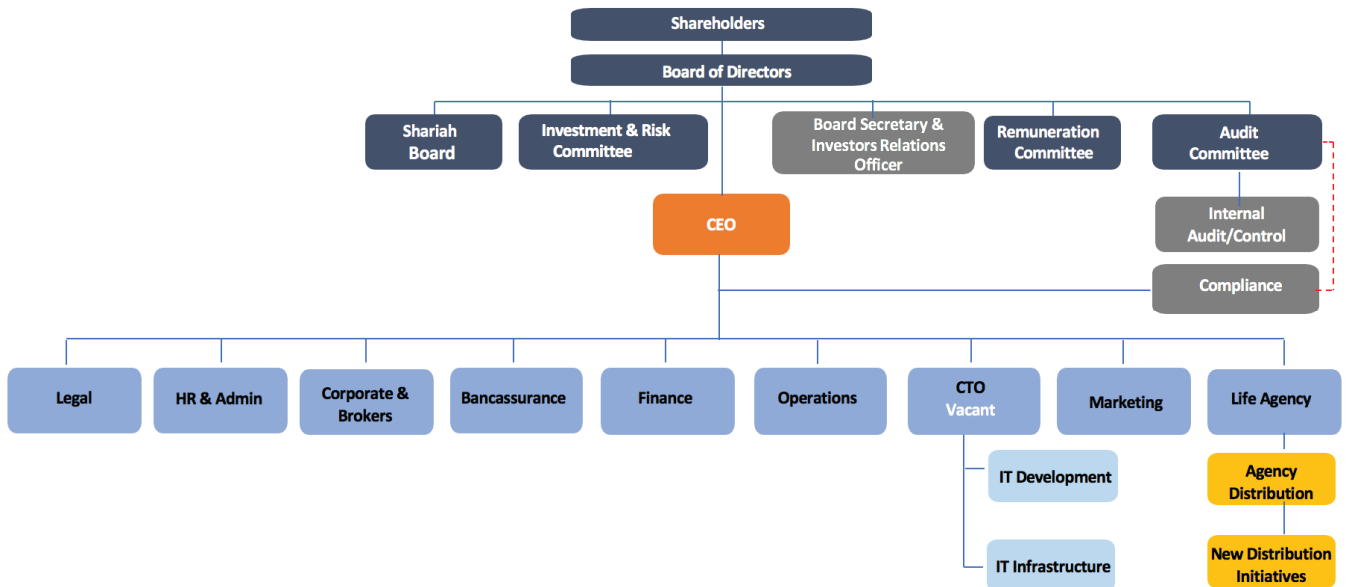 Shareholders
Board of Directors
Shariah
Board
Investment & Risk
Committee
Board Secretary &
Investors Relations
Officer
Remuneration
Committee
Audit
Committee
Internal
Audit/Control
CEO
Compliance
Legal
HR & Admin
Corporate &
Brokers
Bancassurance
Finance
Operations
CTO
Vacant
Marketing
Life Agency
IT Development
IT Infrastructure
Agency
Distribution
New Distribution
Initiatives